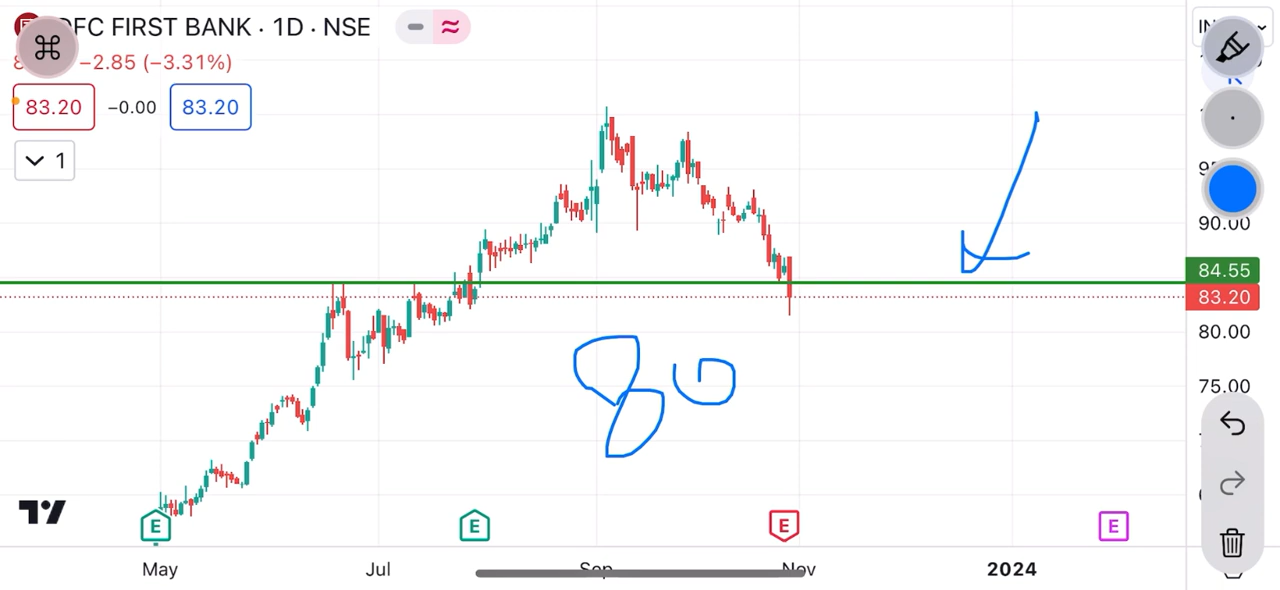 FC FIRST BANK · 1D · NSE
−2.85 (−3.31%)
83.20 −0.00 83.20
1
90.00
84.55
83.20
80.00
75.00
80
E E E E
May Jul Sep Nov 2024